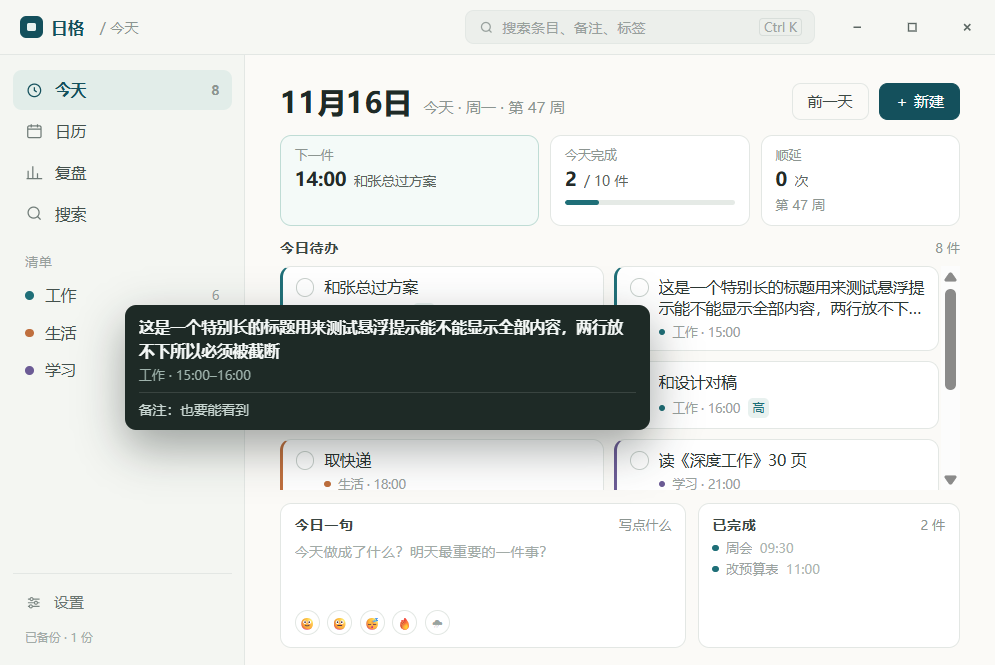 日格 / 今天
搜索条目、备注、标签 Ctrl K
今天 8
日历
复盘
搜索
清单
工作 6
生活
学习
设置
已备份 · 1 份
11月16日 今天 · 周一 · 第 47 周
前一天
+ 新建
下一件
14:00 和张总过方案
今天完成
2 / 10 件
顺延
0 次
第 47 周
今日待办 8 件
和张总过方案
这是一个特别长的标题用来测试悬浮提
示能不能显示全部内容，两行放不下...
工作 · 15:00
这是一个特别长的标题用来测试悬浮提示能不能显示全部内容，两行放
不下所以必须被截断
工作 · 15:00–16:00
备注：也要能看到
和设计对稿
工作 · 16:00 高
取快递
生活 · 18:00
读《深度工作》30 页
学习 · 21:00
今日一句 写点什么
今天做成了什么？明天最重要的一件事？
已完成 2 件
周会 09:30
改预算表 11:00